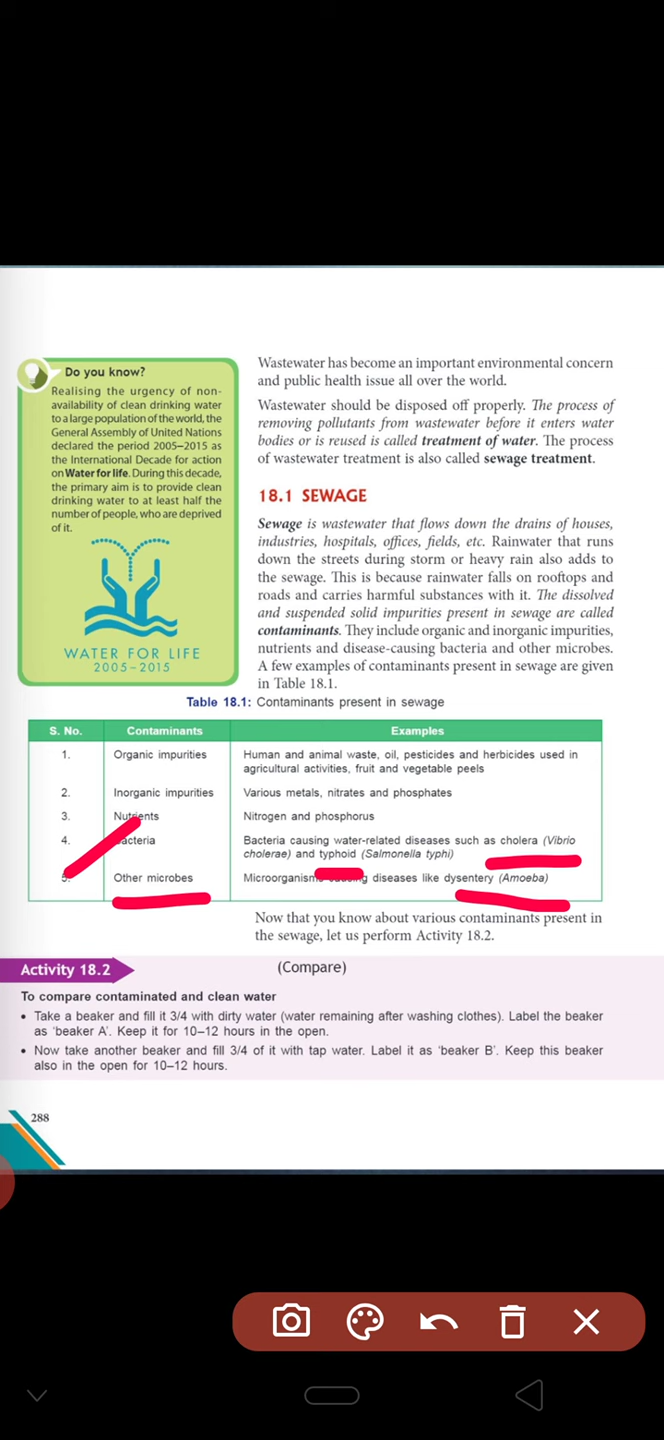 Do you know?
Realising the urgency of non-
availability of clean drinking water
to a large population of the world, the
General Assembly of United Nations
declared the period 2005–2015 as
the International Decade for action
on Water for life. During this decade,
the primary aim is to provide clean
drinking water to at least half the
number of people, who are deprived
of it.
WATER FOR LIFE
2005–2015
Wastewater has become an important environmental concern
and public health issue all over the world.
Wastewater should be disposed off properly. The process of
removing pollutants from wastewater before it enters water
bodies or is reused is called treatment of water. The process
of wastewater treatment is also called sewage treatment.
18.1 SEWAGE
Sewage is wastewater that flows down the drains of houses,
industries, hospitals, offices, fields, etc. Rainwater that runs
down the streets during storm or heavy rain also adds to
the sewage. This is because rainwater falls on rooftops and
roads and carries harmful substances with it. The dissolved
and suspended solid impurities present in sewage are called
contaminants. They include organic and inorganic impurities,
nutrients and disease-causing bacteria and other microbes.
A few examples of contaminants present in sewage are given
in Table 18.1.
Table 18.1: Contaminants present in sewage
S. No. Contaminants Examples
1. Organic impurities Human and animal waste, oil, pesticides and herbicides used in
agricultural activities, fruit and vegetable peels
2. Inorganic impurities Various metals, nitrates and phosphates
3. Nutrients Nitrogen and phosphorus
4. Bacteria Bacteria causing water-related diseases such as cholera (Vibrio
cholerae) and typhoid (Salmonella typhi)
5. Other microbes Microorganisms causing diseases like dysentery (Amoeba)
Now that you know about various contaminants present in
the sewage, let us perform Activity 18.2.
Activity 18.2 (Compare)
To compare contaminated and clean water
• Take a beaker and fill it 3/4 with dirty water (water remaining after washing clothes). Label the beaker
as ‘beaker A’. Keep it for 10–12 hours in the open.
• Now take another beaker and fill 3/4 of it with tap water. Label it as ‘beaker B’. Keep this beaker
also in the open for 10–12 hours.
288